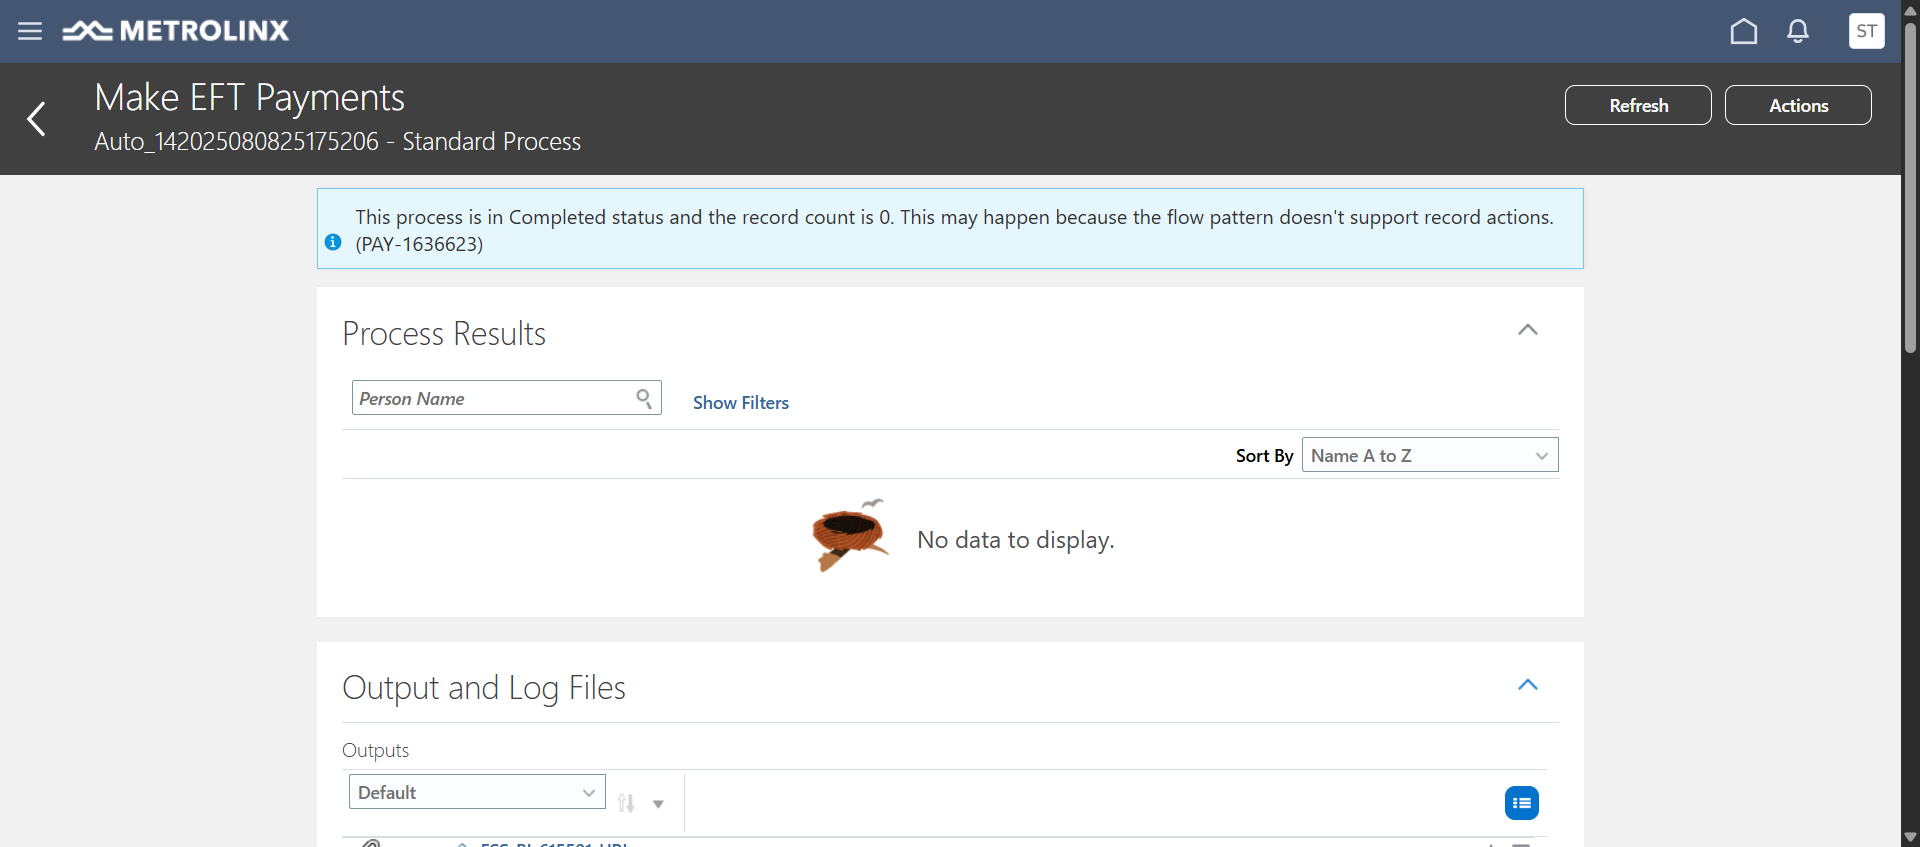 METROLINX
ST
Make EFT Payments
Auto_142025080825175206 - Standard Process
Refresh
Actions
This process is in Completed status and the record count is 0. This may happen because the flow pattern doesn't support record actions.
(PAY-1636623)
Process Results
Person Name
Show Filters
Sort By
Name A to Z
No data to display.
Output and Log Files
Outputs
Default